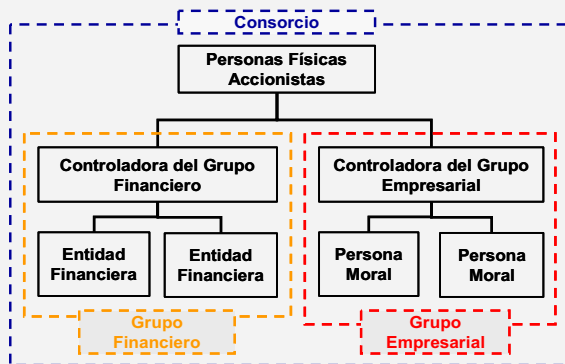 Consorcio
Personas Físicas
Accionistas
Controladora del Grupo
Financiero
Controladora del Grupo
Empresarial
Entidad
Financiera
Entidad
Financiera
Persona
Moral
Persona
Moral
Grupo
Financiero
Grupo
Empresarial